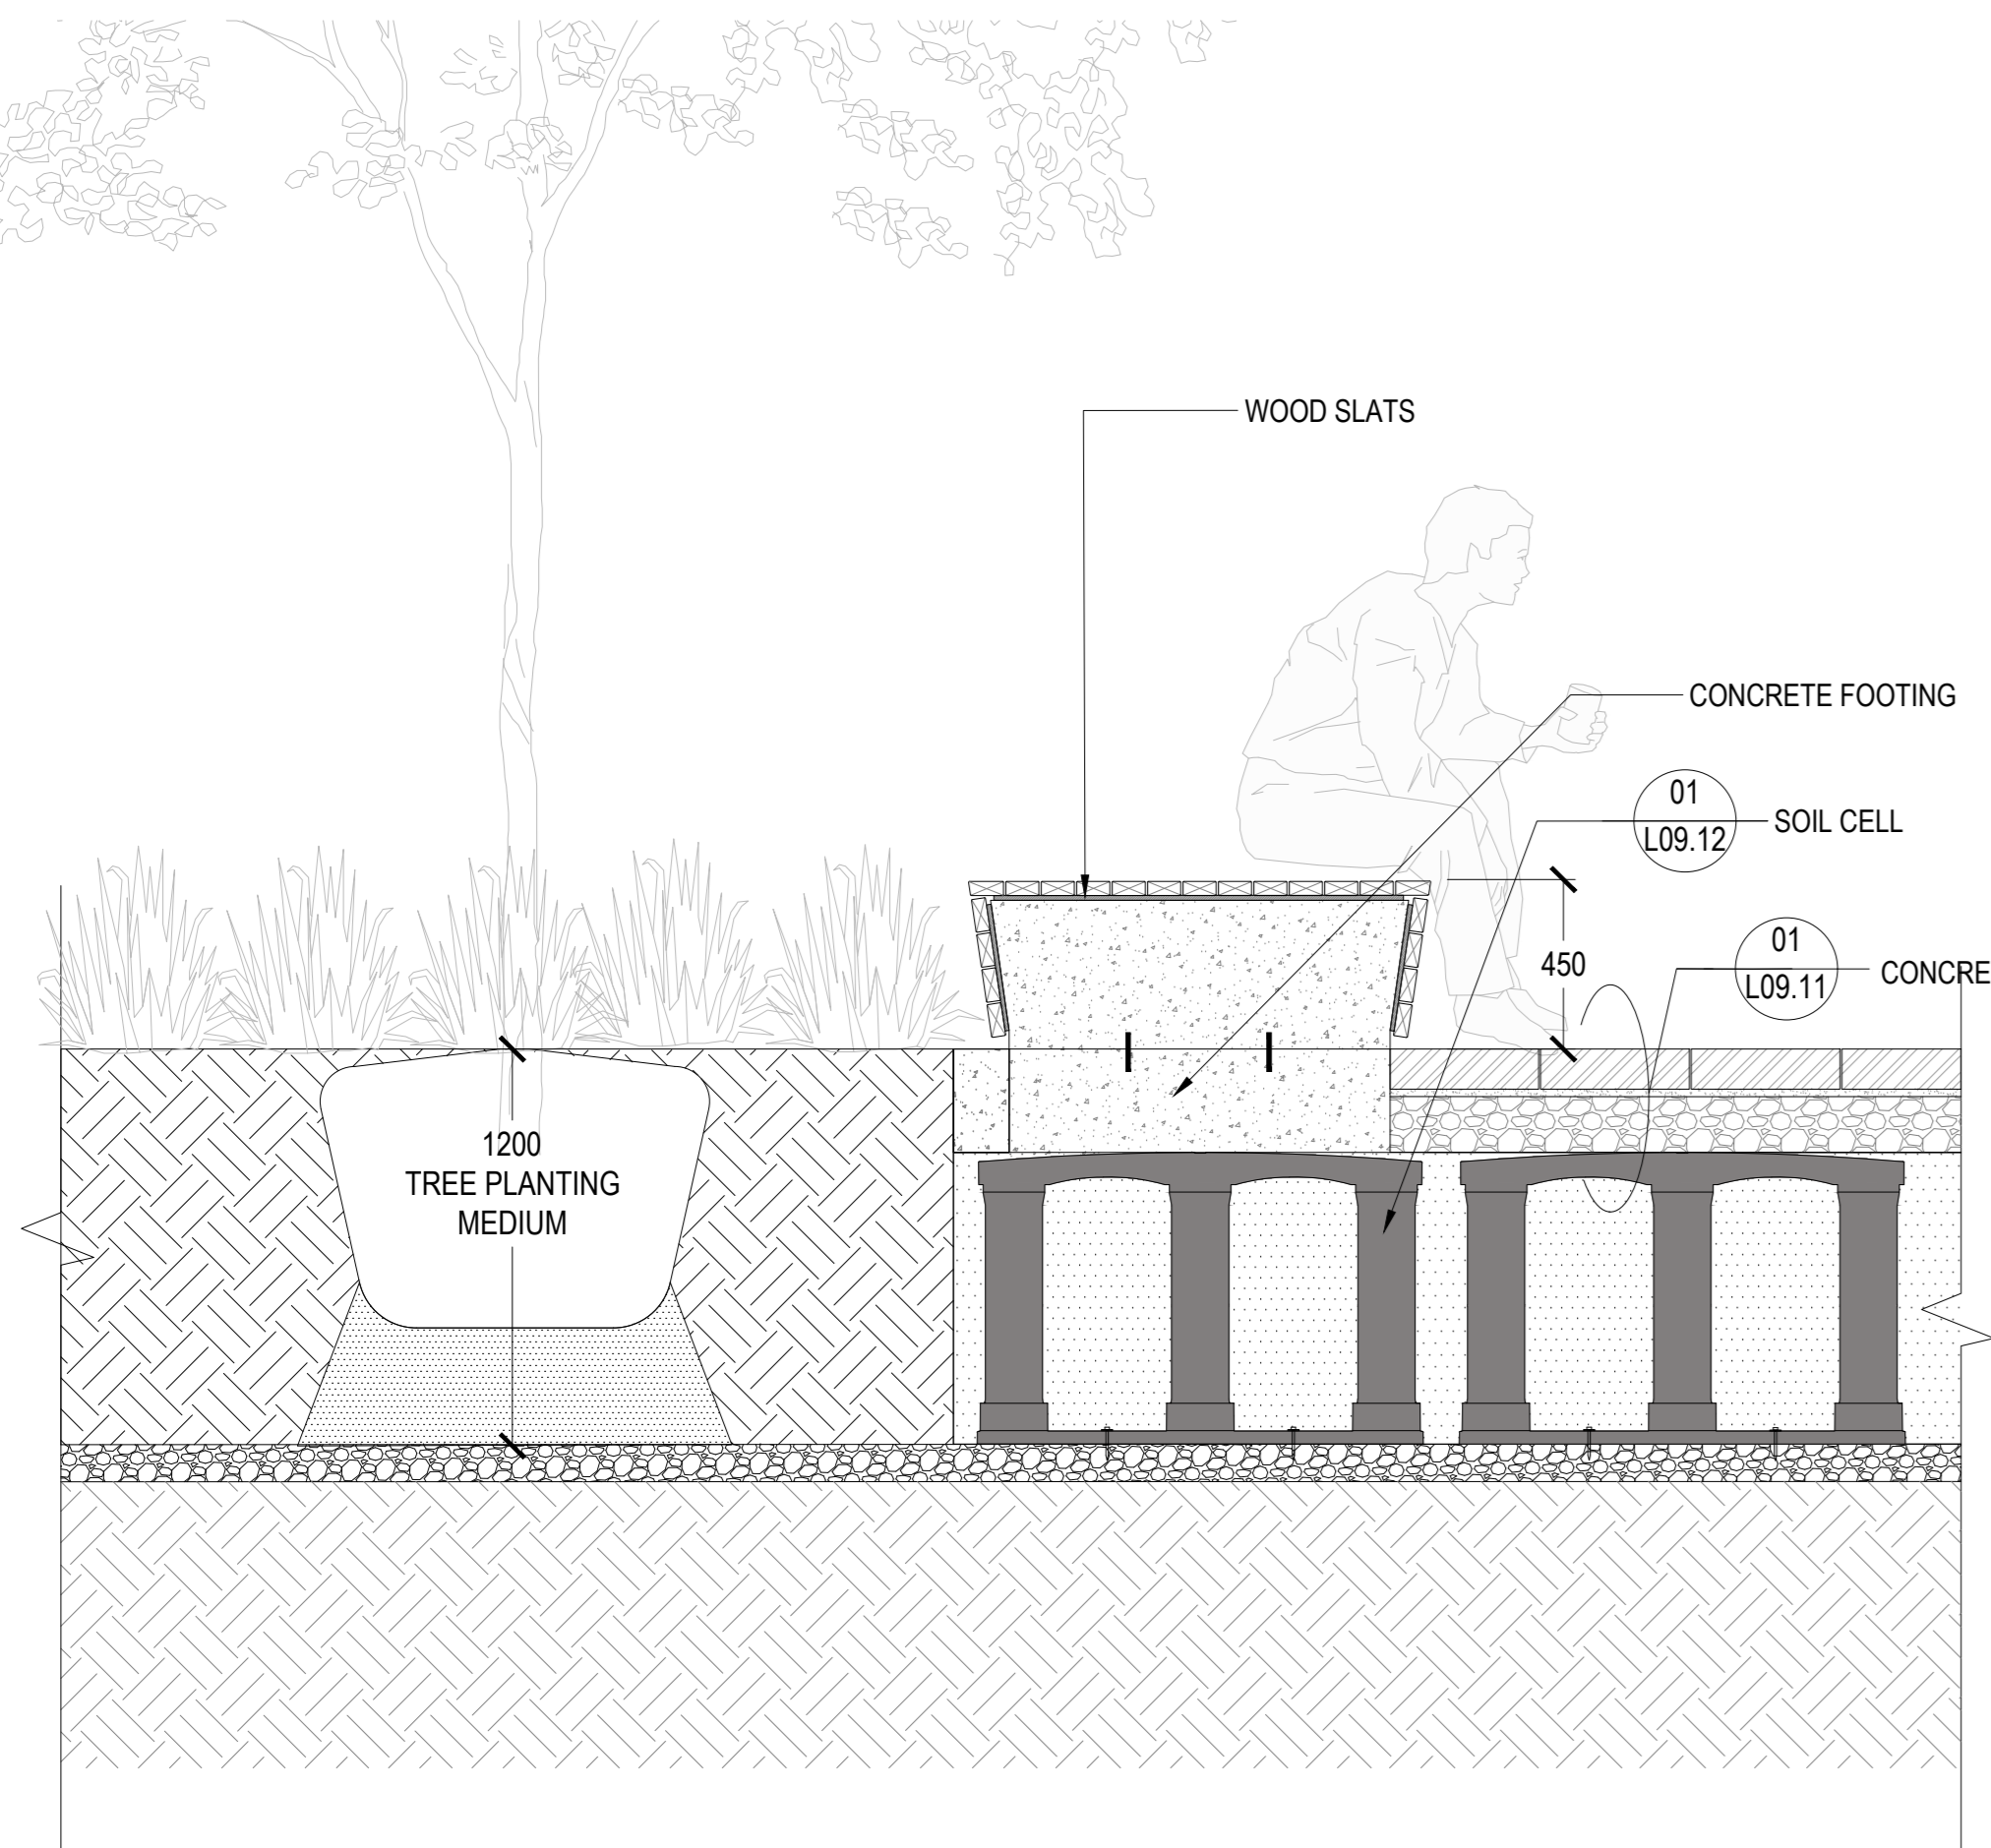 WOOD SLATS
CONCRETE FOOTING
01
L09.12
SOIL CELL
450
01
L09.11
CONCRE
1200
TREE PLANTING
MEDIUM